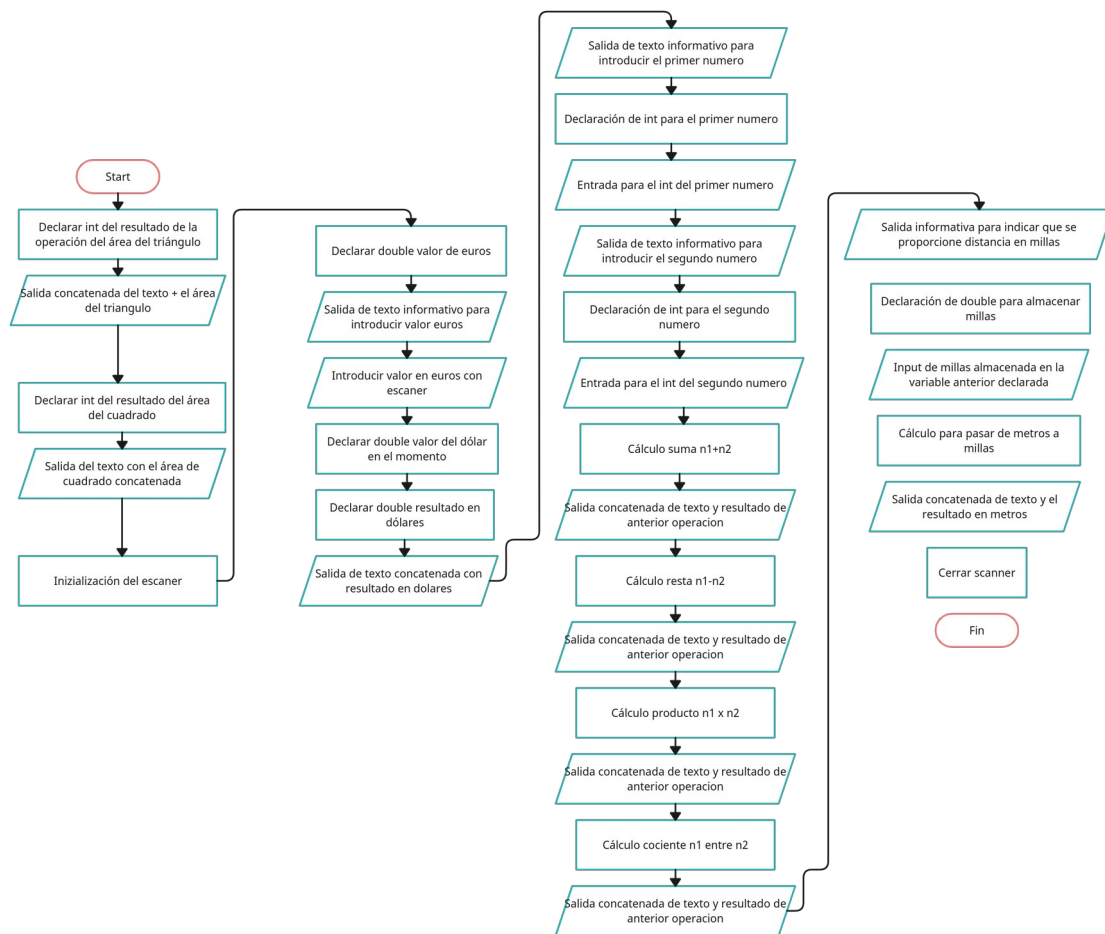 Start
Declarar int del resultado de la
operación del área del triángulo
Salida concatenada del texto + el área
del triangulo
Declarar int del resultado del área
del cuadrado
Salida del texto con el área de
cuadrado concatenada
Inizialización del escaner
Declarar double valor de euros
Salida de texto informativo para
introducir valor euros
Introducir valor en euros con
escaner
Declarar double valor del dólar
en el momento
Declarar double resultado en
dólares
Salida de texto concatenada con
resultado en dolares
Salida de texto informativo para
introducir el primer numero
Declaración de int para el primer numero
Entrada para el int del primer numero
Salida de texto informativo para
introducir el segundo numero
Declaración de int para el segundo
numero
Entrada para el int del segundo numero
Cálculo suma n1+n2
Salida concatenada de texto y resultado de
anterior operacion
Cálculo resta n1-n2
Salida concatenada de texto y resultado de
anterior operacion
Cálculo producto n1 x n2
Salida concatenada de texto y resultado de
anterior operacion
Cálculo cociente n1 entre n2
Salida concatenada de texto y resultado de
anterior operacion
Salida informativa para indicar que se
proporcione distancia en millas
Declaración de double para almacenar
millas
Input de millas almacenada en la
variable anterior declarada
Cálculo para pasar de metros a
millas
Salida concatenada de texto y el
resultado en metros
Cerrar scanner
Fin